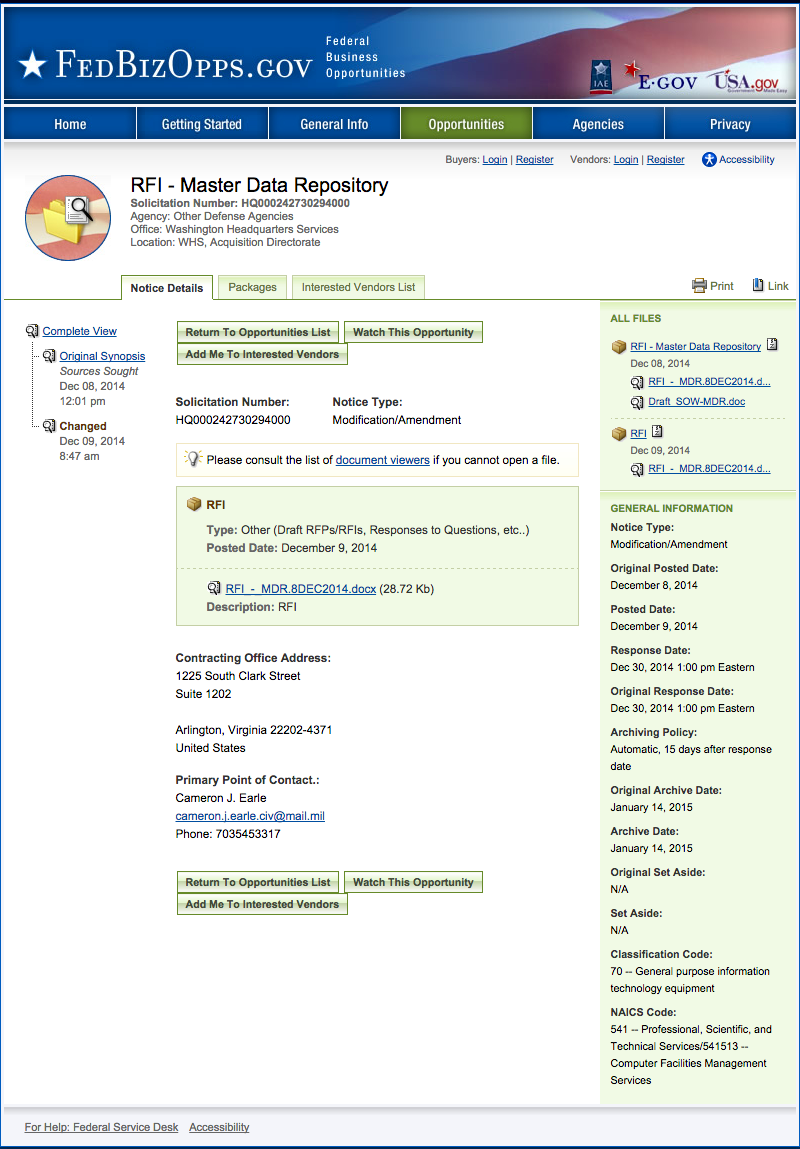 FEDBIZOPPS.GOV
Federal
Business
Opportunities
IAE
E-GOV
USA.gov
Government Made Easy
Home
Getting Started
General Info
Opportunities
Agencies
Privacy
Buyers: Login | Register
Vendors: Login | Register
Accessibility
RFI - Master Data Repository
Solicitation Number: HQ000242730294000
Agency: Other Defense Agencies
Office: Washington Headquarters Services
Location: WHS, Acquisition Directorate
Notice Details
Packages
Interested Vendors List
Print
Link
Complete View
Original Synopsis
Sources Sought
Dec 08, 2014
12:01 pm
Changed
Dec 09, 2014
8:47 am
Return To Opportunities List
Watch This Opportunity
Add Me To Interested Vendors
Solicitation Number:
HQ000242730294000
Notice Type:
Modification/Amendment
Please consult the list of document viewers if you cannot open a file.
RFI
Type: Other (Draft RFPs/RFIs, Responses to Questions, etc..)
Posted Date: December 9, 2014
RFI_-_MDR.8DEC2014.docx (28.72 Kb)
Description: RFI
Contracting Office Address:
1225 South Clark Street
Suite 1202
Arlington, Virginia 22202-4371
United States
Primary Point of Contact.:
Cameron J. Earle
cameron.j.earle.civ@mail.mil
Phone: 7035453317
Return To Opportunities List
Watch This Opportunity
Add Me To Interested Vendors
ALL FILES
RFI - Master Data Repository
Dec 08, 2014
RFI_-_MDR.8DEC2014.d...
Draft_SOW-MDR.doc
RFI
Dec 09, 2014
RFI_-_MDR.8DEC2014.d...
GENERAL INFORMATION
Notice Type:
Modification/Amendment
Original Posted Date:
December 8, 2014
Posted Date:
December 9, 2014
Response Date:
Dec 30, 2014 1:00 pm Eastern
Original Response Date:
Dec 30, 2014 1:00 pm Eastern
Archiving Policy:
Automatic, 15 days after response
date
Original Archive Date:
January 14, 2015
Archive Date:
January 14, 2015
Original Set Aside:
N/A
Set Aside:
N/A
Classification Code:
70 -- General purpose information
technology equipment
NAICS Code:
541 -- Professional, Scientific, and
Technical Services/541513 --
Computer Facilities Management
Services
For Help: Federal Service Desk
Accessibility